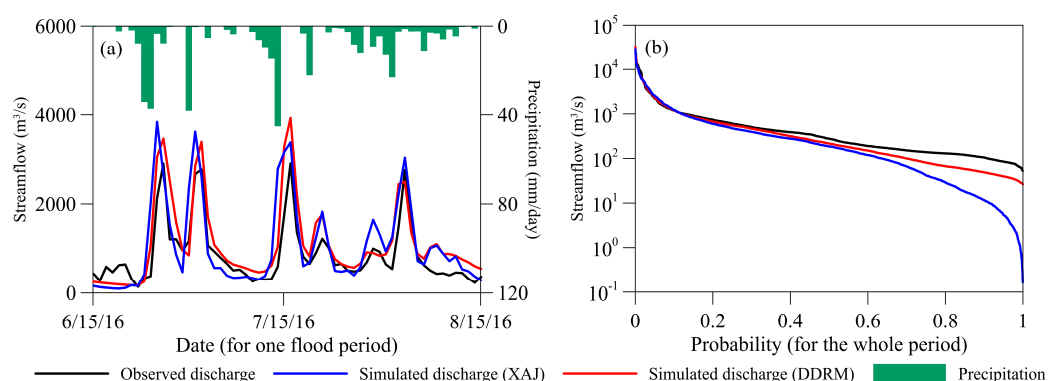 (a)
6000
4000
2000
0
Streamflow (m³/s)
0
40
80
120
Precipitation (mm/day)
6/15/16
7/15/16
8/15/16
Date (for one flood period)
(b)
10⁵
10⁴
10³
10²
10¹
10⁰
10⁻¹
Streamflow (m³/s)
0
0.2
0.4
0.6
0.8
1
Probability (for the whole period)
Observed discharge
Simulated discharge (XAJ)
Simulated discharge (DDRM)
Precipitation